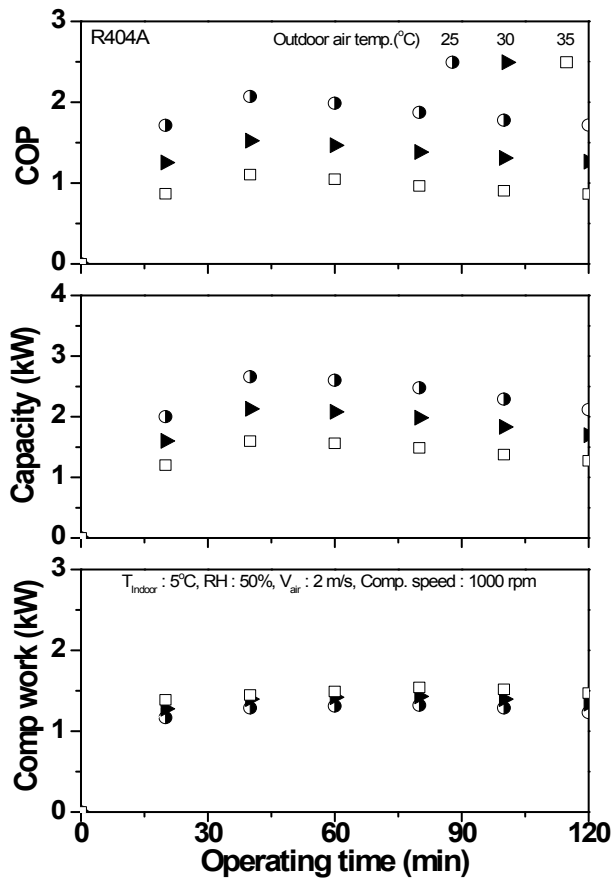 R404A
Outdoor air temp.(°C) 25 30 35
COP
3
2
1
0
Capacity (kW)
4
3
2
1
0
T_Indoor : 5°C, RH : 50%, V_air : 2 m/s, Comp. speed : 1000 rpm
Comp work (kW)
3
2
1
0
0 30 60 90 120
Operating time (min)